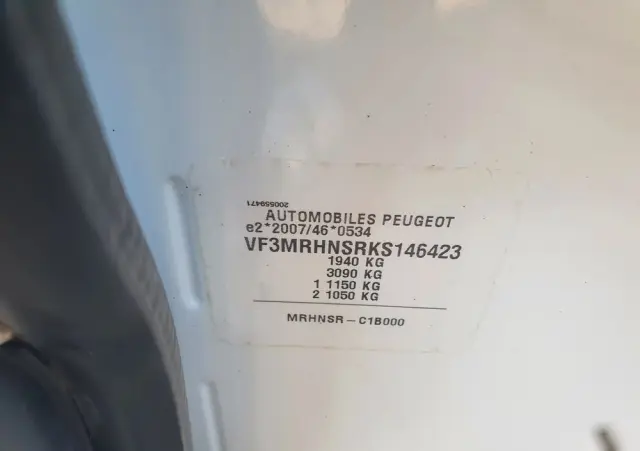 200559471
AUTOMOBILES PEUGEOT
e2*2007/46*0534
VF3MRHNSRKS146423
1940 KG
3090 KG
1 1150 KG
2 1050 KG
MRHNSR-C1B000